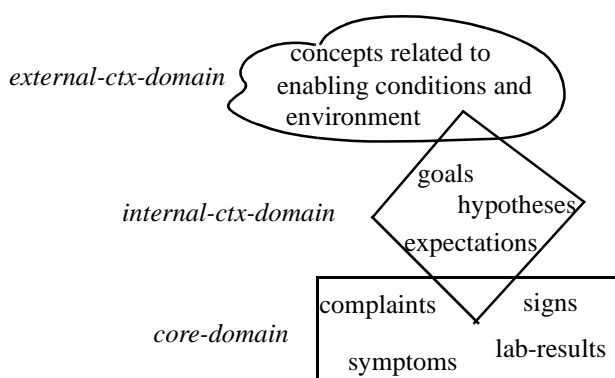 concepts related to
external-ctx-domain
enabling conditions and
environment
goals
internal-ctx-domain
hypotheses
expectations
complaints
signs
core-domain
lab-results
symptoms